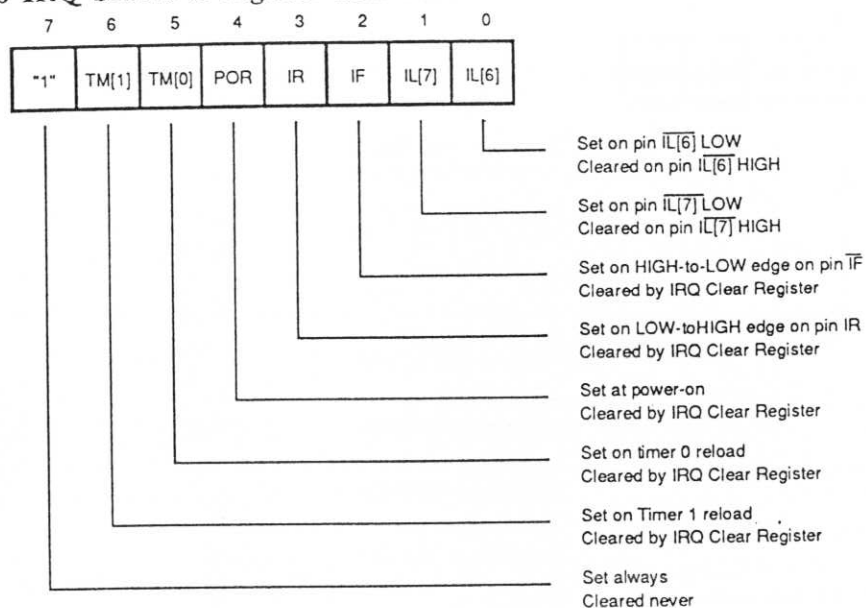 7 6 5 4 3 2 1 0
"1" TM[1] TM[0] POR IR IF IL[7] IL[6]
Set on pin IL[6] LOW
Cleared on pin IL[6] HIGH
Set on pin IL[7] LOW
Cleared on pin IL[7] HIGH
Set on HIGH-to-LOW edge on pin IF
Cleared by IRQ Clear Register
Set on LOW-toHIGH edge on pin IR
Cleared by IRQ Clear Register
Set at power-on
Cleared by IRQ Clear Register
Set on timer 0 reload
Cleared by IRQ Clear Register
Set on Timer 1 reload
Cleared by IRQ Clear Register
Set always
Cleared never